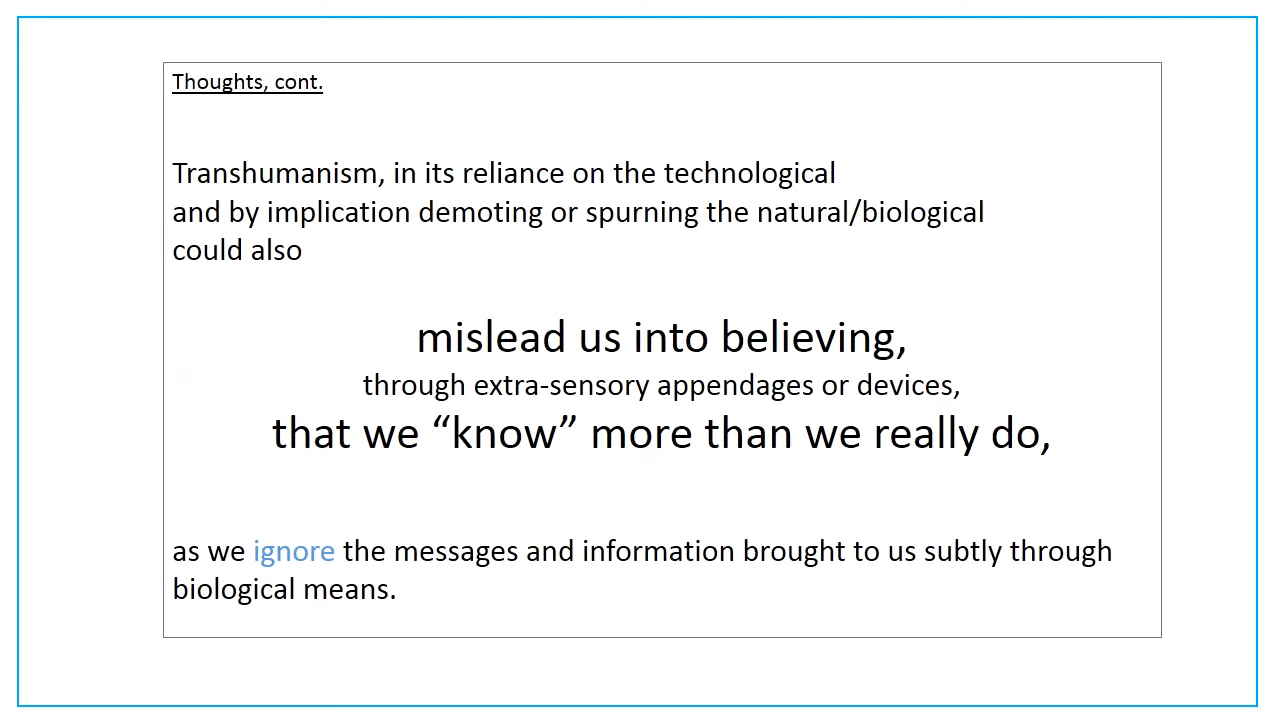 Thoughts, cont.
Transhumanism, in its reliance on the technological
and by implication demoting or spurning the natural/biological
could also
mislead us into believing,
through extra-sensory appendages or devices,
that we “know” more than we really do,
as we ignore the messages and information brought to us subtly through
biological means.